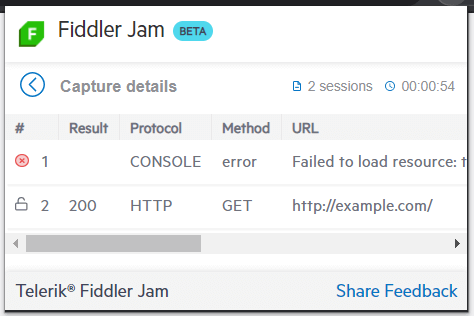 F Fiddler Jam BETA
Capture details 2 sessions 00:00:54
# Result Protocol Method URL
1 CONSOLE error Failed to load resource: t
2 200 HTTP GET http://example.com/
Telerik® Fiddler Jam Share Feedback